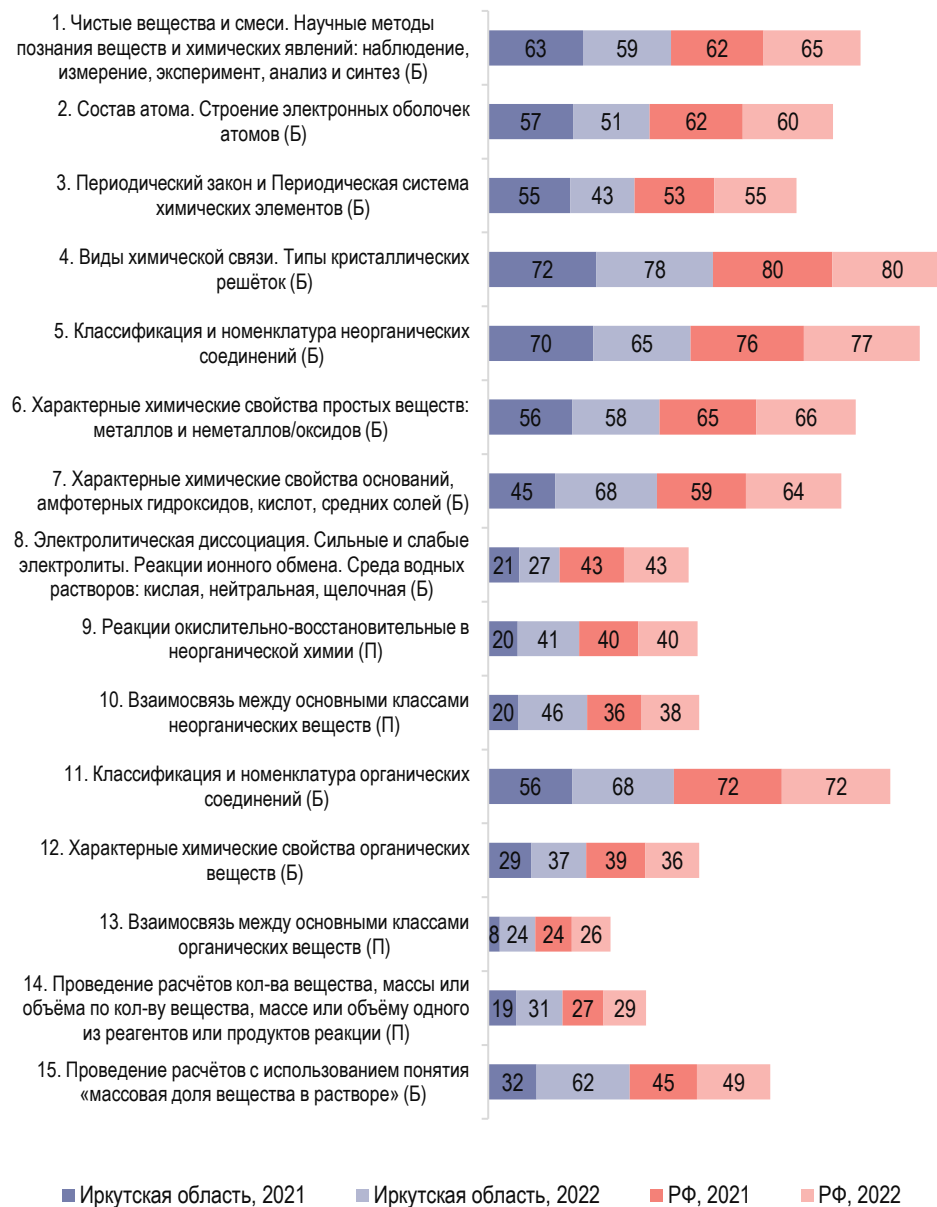 1. Чистые вещества и смеси. Научные методы
познания веществ и химических явлений: наблюдение,
измерение, эксперимент, анализ и синтез (Б)
63 59 62 65
2. Состав атома. Строение электронных оболочек
атомов (Б)
57 51 62 60
3. Периодический закон и Периодическая система
химических элементов (Б)
55 43 53 55
4. Виды химической связи. Типы кристаллических
решёток (Б)
72 78 80 80
5. Классификация и номенклатура неорганических
соединений (Б)
70 65 76 77
6. Характерные химические свойства простых веществ:
металлов и неметаллов/оксидов (Б)
56 58 65 66
7. Характерные химические свойства оснований,
амфотерных гидроксидов, кислот, средних солей (Б)
45 68 59 64
8. Электролитическая диссоциация. Сильные и слабые
электролиты. Реакции ионного обмена. Среда водных
растворов: кислая, нейтральная, щелочная (Б)
21 27 43 43
9. Реакции окислительно-восстановительные в
неорганической химии (П)
20 41 40 40
10. Взаимосвязь между основными классами
неорганических веществ (П)
20 46 36 38
11. Классификация и номенклатура органических
соединений (Б)
56 68 72 72
12. Характерные химические свойства органических
веществ (Б)
29 37 39 36
13. Взаимосвязь между основными классами
органических веществ (П)
8 24 24 26
14. Проведение расчётов кол-ва вещества, массы или
объёма по кол-ву вещества, массе или объёму одного
из реагентов или продуктов реакции (П)
19 31 27 29
15. Проведение расчётов с использованием понятия
«массовая доля вещества в растворе» (Б)
32 62 45 49
Иркутская область, 2021 Иркутская область, 2022 РФ, 2021 РФ, 2022